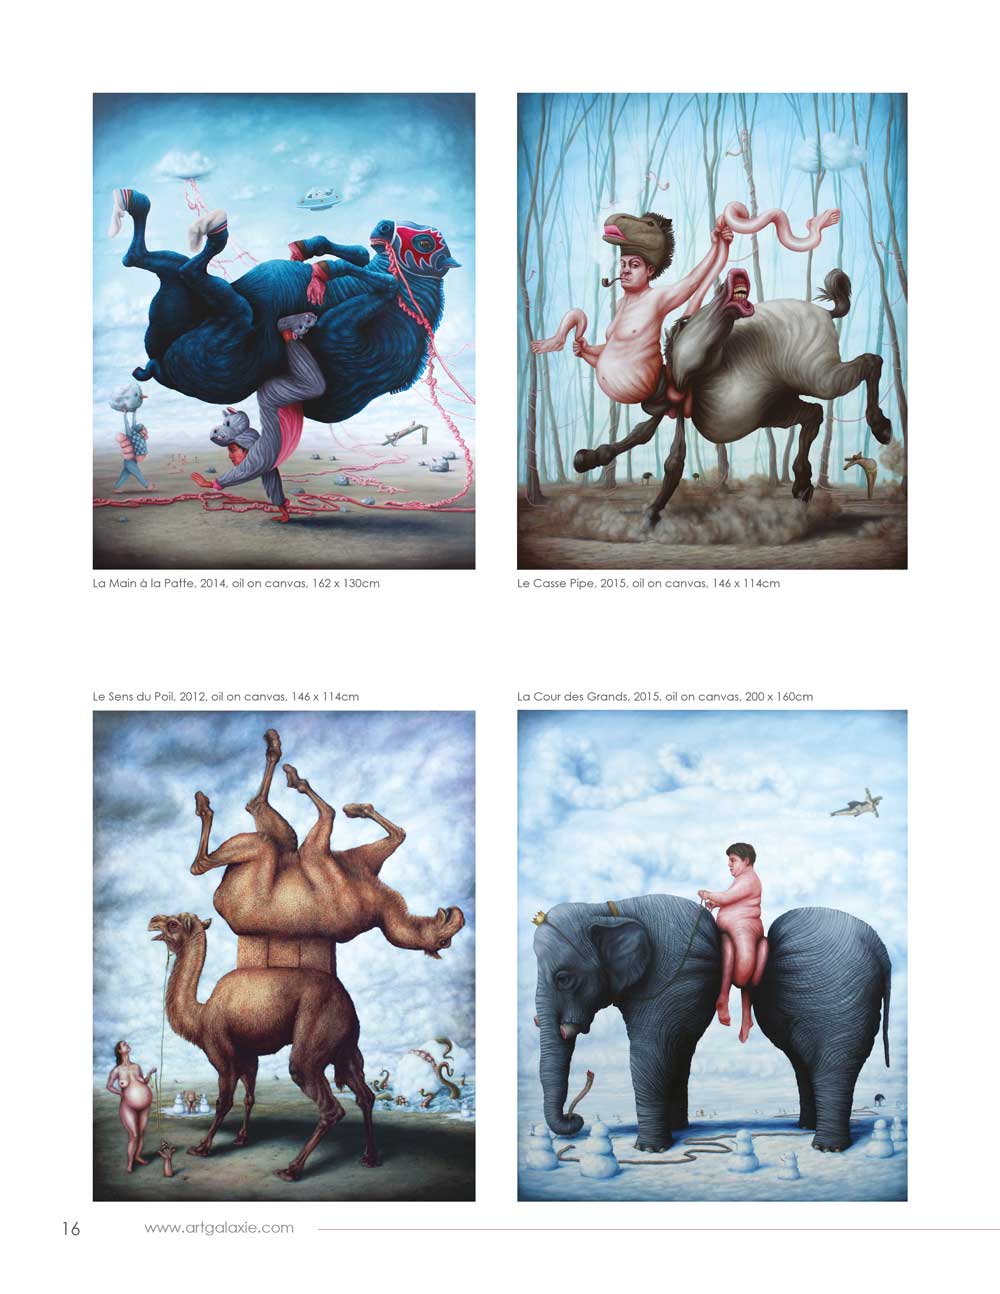 La Main à la Patte, 2014, oil on canvas, 162 x 130cm
Le Casse Pipe, 2015, oil on canvas, 146 x 114cm
Le Sens du Poil, 2012, oil on canvas, 146 x 114cm
La Cour des Grands, 2015, oil on canvas, 200 x 160cm
16
www.artgalaxie.com